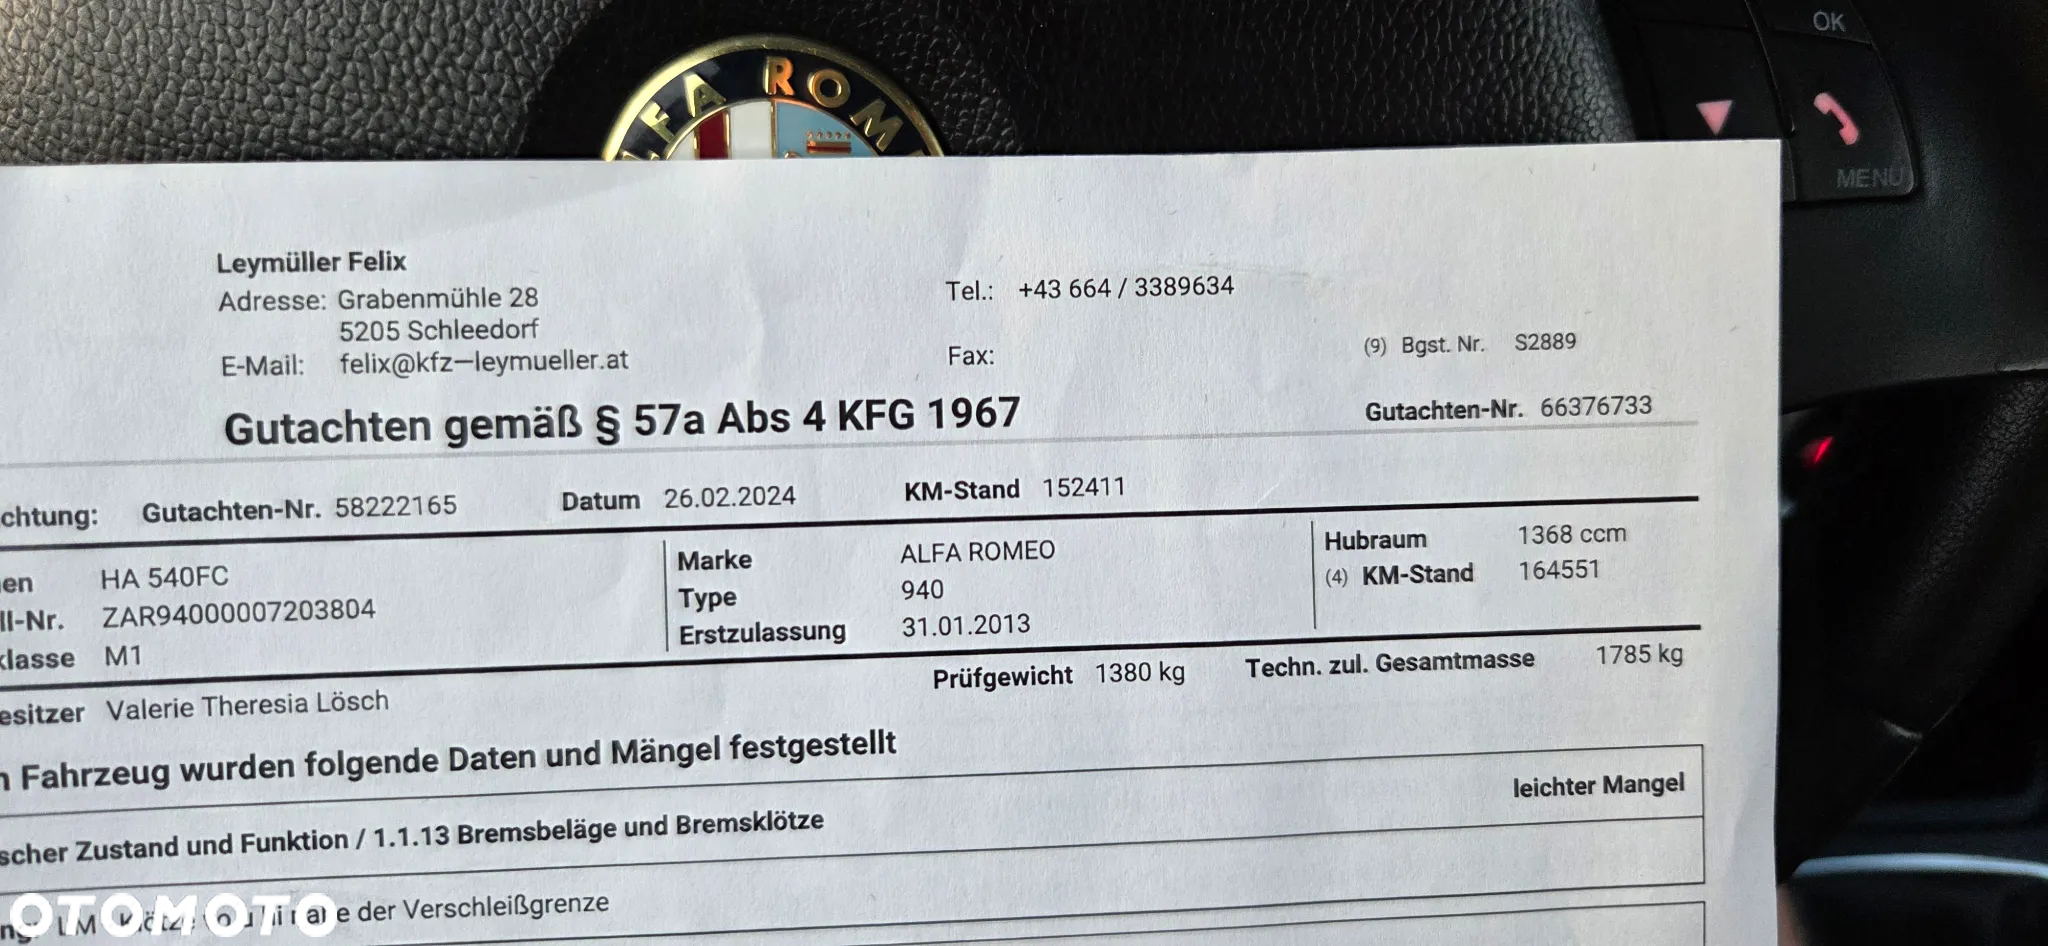 ALFA ROMEO
OK
MENU
Leymüller Felix
Adresse: Grabenmühle 28
5205 Schleedorf
E-Mail: felix@kfz–leymueller.at
Tel.: +43 664 / 3389634
Fax:
(9) Bgst. Nr. S2889
Gutachten gemäß § 57a Abs 4 KFG 1967
Gutachten-Nr. 66376733
chtung: Gutachten-Nr. 58222165 Datum 26.02.2024 KM-Stand 152411
en HA 540FC
ll-Nr. ZAR94000007203804
klasse M1
Marke ALFA ROMEO
Type 940
Erstzulassung 31.01.2013
Hubraum 1368 ccm
(4) KM-Stand 164551
Prüfgewicht 1380 kg Techn. zul. Gesamtmasse 1785 kg
esitzer Valerie Theresia Lösch
n Fahrzeug wurden folgende Daten und Mängel festgestellt
leichter Mangel
scher Zustand und Funktion / 1.1.13 Bremsbeläge und Bremsklötze
der Verschleißgrenze
OTOMOTO